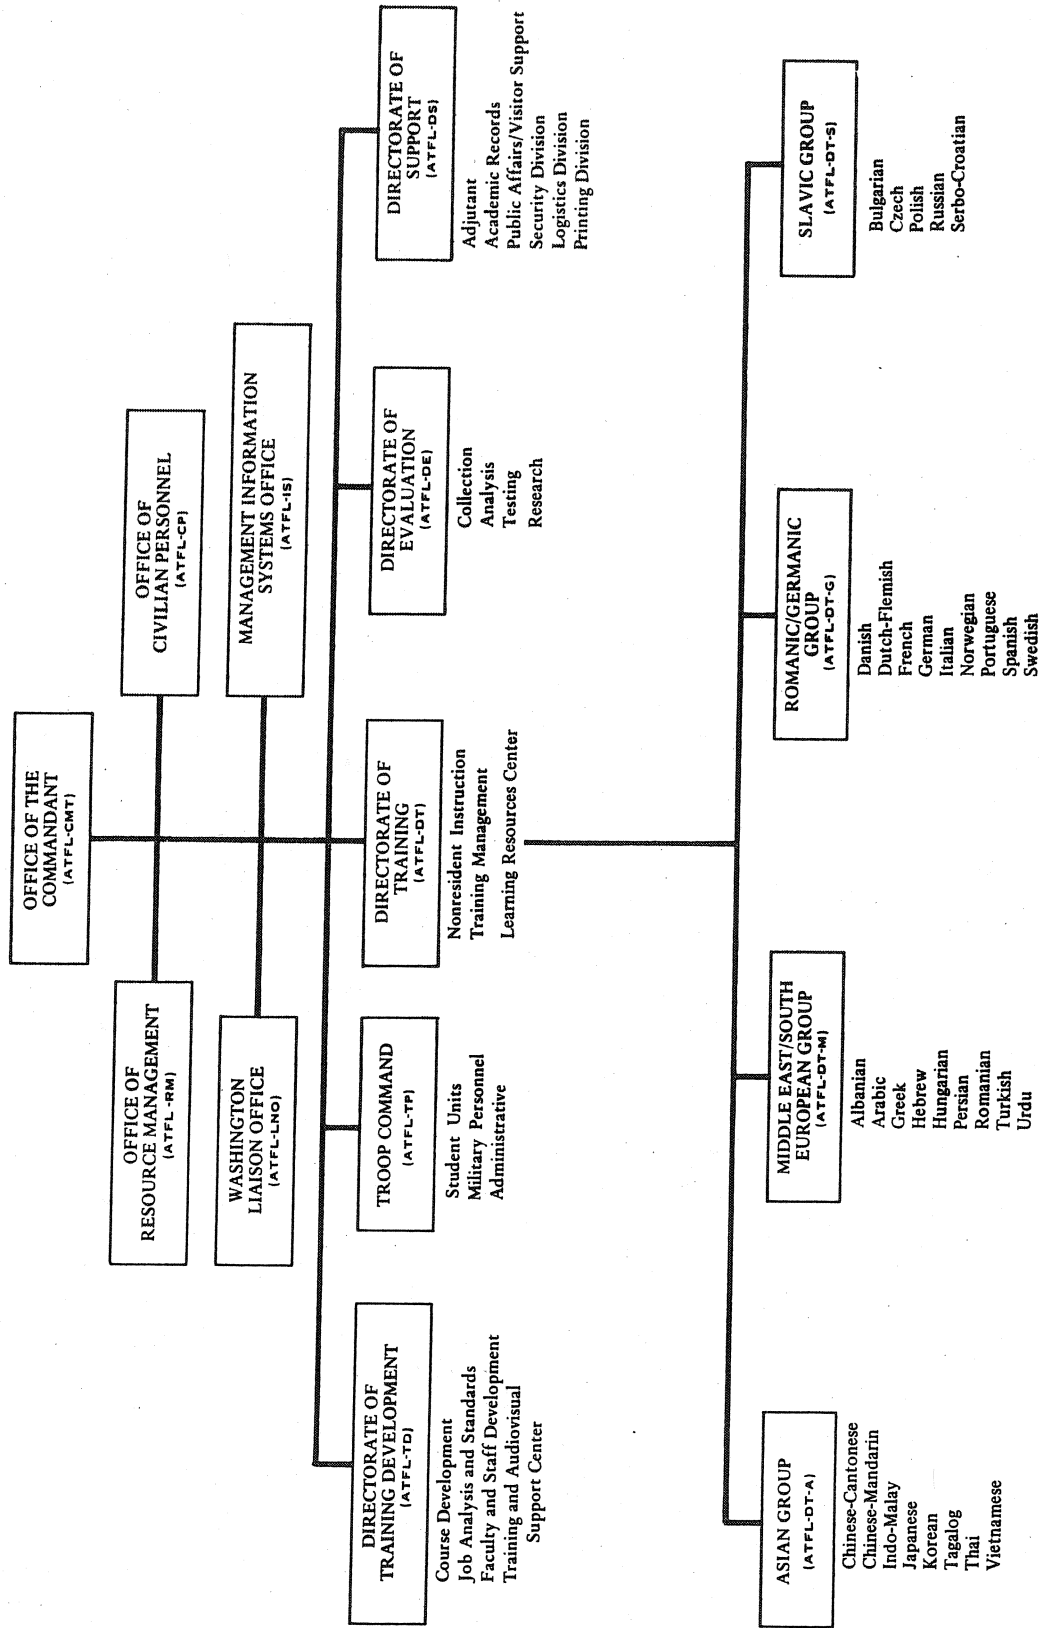 OFFICE OF THE
COMMANDANT
(ATFL-CMT)
OFFICE OF
RESOURCE MANAGEMENT
(ATFL-RM)
OFFICE OF
CIVILIAN PERSONNEL
(ATFL-CP)
WASHINGTON
LIAISON OFFICE
(ATFL-LNO)
MANAGEMENT INFORMATION
SYSTEMS OFFICE
(ATFL-IS)
DIRECTORATE OF
TRAINING DEVELOPMENT
(ATFL-TD)
Course Development
Job Analysis and Standards
Faculty and Staff Development
Training and Audiovisual
Support Center
TROOP COMMAND
(ATFL-TP)
Student Units
Military Personnel
Administrative
DIRECTORATE OF
TRAINING
(ATFL-DT)
Nonresident Instruction
Training Management
Learning Resources Center
DIRECTORATE OF
EVALUATION
(ATFL-DE)
Collection
Analysis
Testing
Research
DIRECTORATE OF
SUPPORT
(ATFL-DS)
Adjutant
Academic Records
Public Affairs/Visitor Support
Security Division
Logistics Division
Printing Division
ASIAN GROUP
(ATFL-DT-A)
Chinese-Cantonese
Chinese-Mandarin
Indo-Malay
Japanese
Korean
Tagalog
Thai
Vietnamese
MIDDLE EAST/SOUTH
EUROPEAN GROUP
(ATFL-DT-M)
Albanian
Arabic
Greek
Hebrew
Hungarian
Persian
Romanian
Turkish
Urdu
ROMANIC/GERMANIC
GROUP
(ATFL-DT-G)
Danish
Dutch-Flemish
French
German
Italian
Norwegian
Portuguese
Spanish
Swedish
SLAVIC GROUP
(ATFL-DT-S)
Bulgarian
Czech
Polish
Russian
Serbo-Croatian